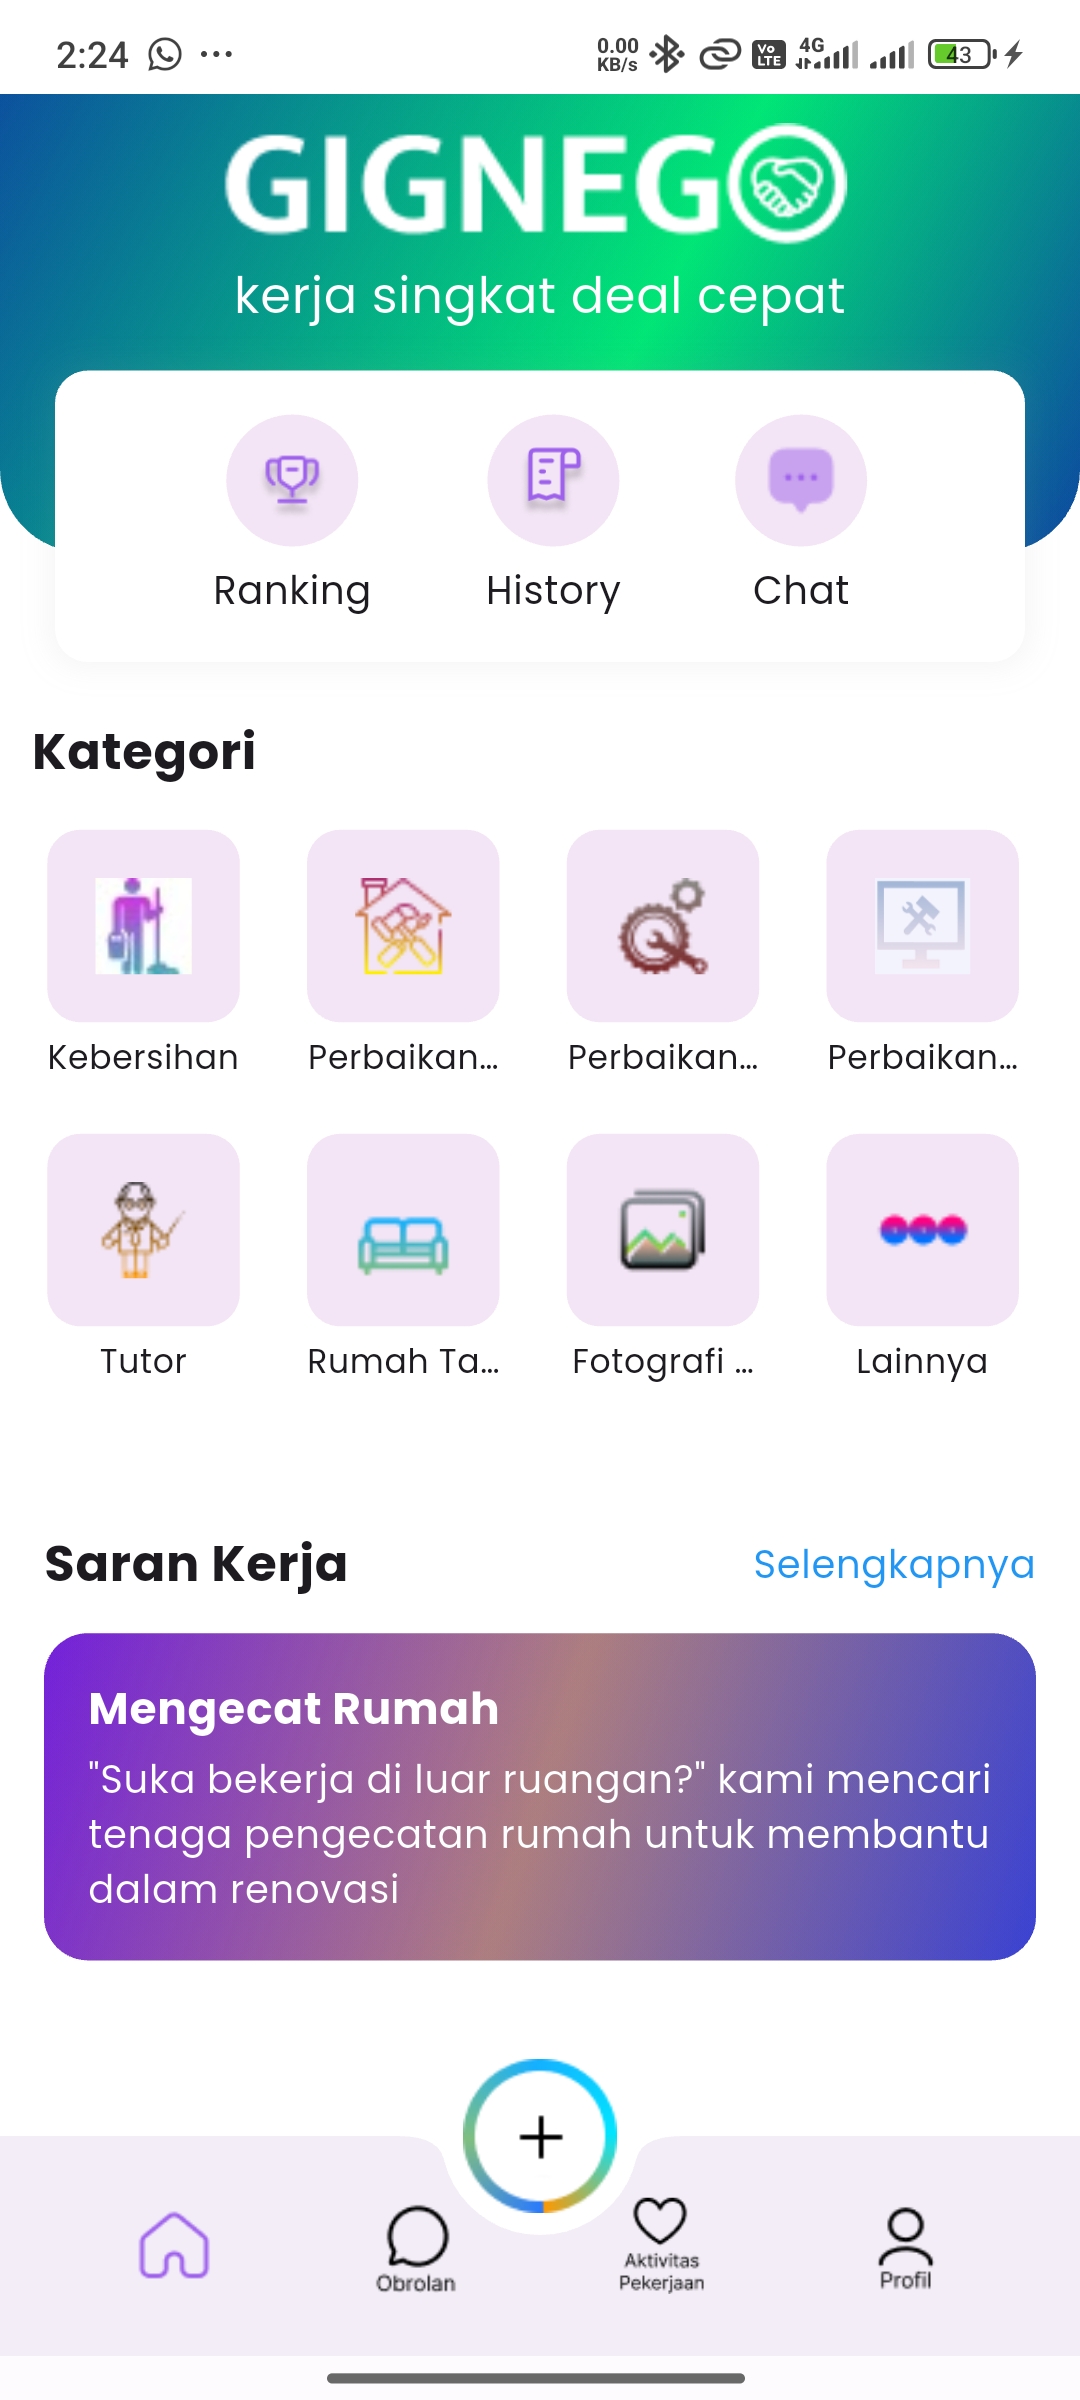 2:24
0.00
KB/s
Vo
LTE
4G
43
GIGNEGO
kerja singkat deal cepat
Ranking
History
Chat
Kategori
Kebersihan
Perbaikan...
Perbaikan...
Perbaikan...
Tutor
Rumah Ta...
Fotografi ...
Lainnya
Saran Kerja
Selengkapnya
Mengecat Rumah
"Suka bekerja di luar ruangan?" kami mencari
tenaga pengecatan rumah untuk membantu
dalam renovasi
Obrolan
Aktivitas
Pekerjaan
Profil